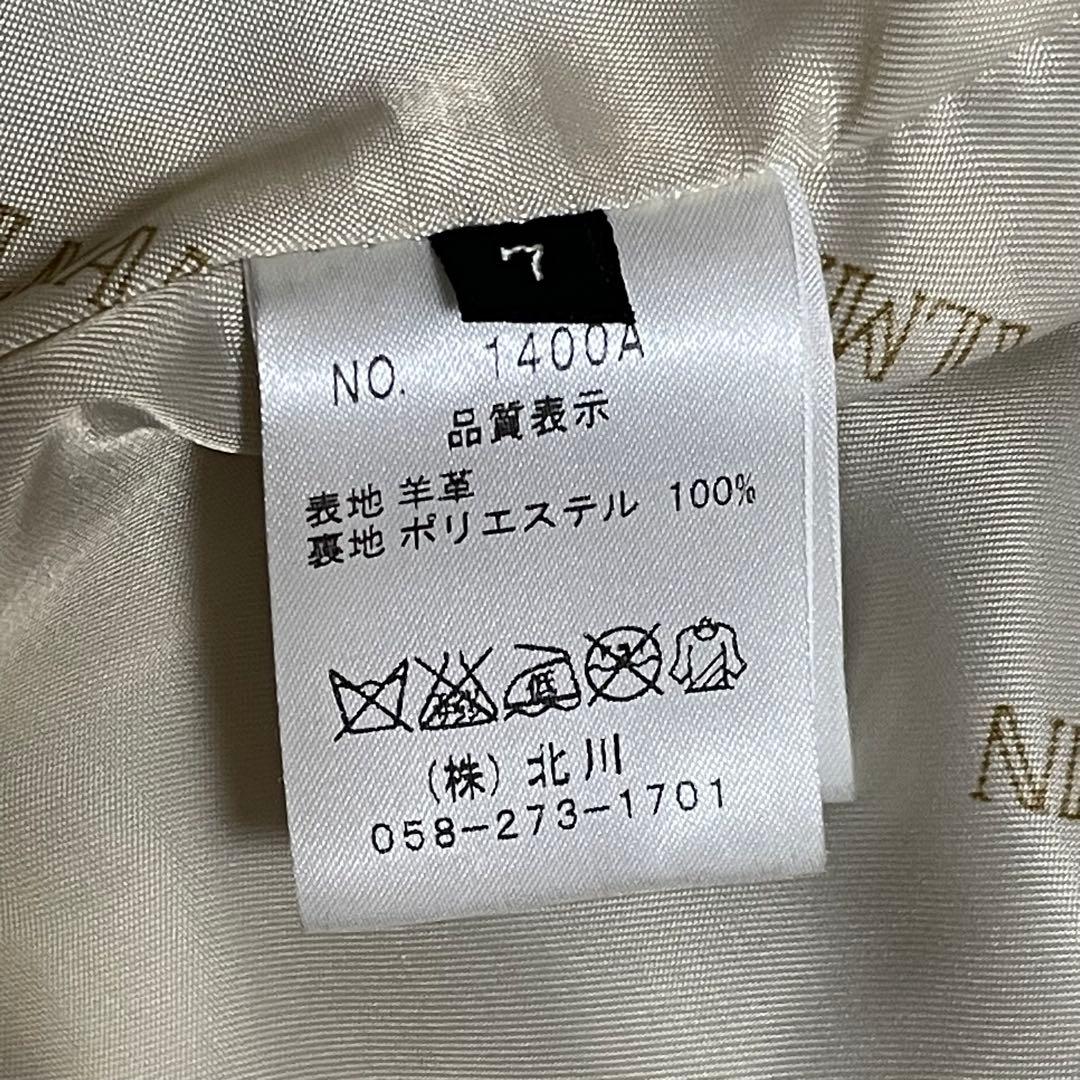 7
NO. 1400A
品質表示
表地 羊革
裏地 ポリエステル 100%
低
(株) 北川
058-273-1701